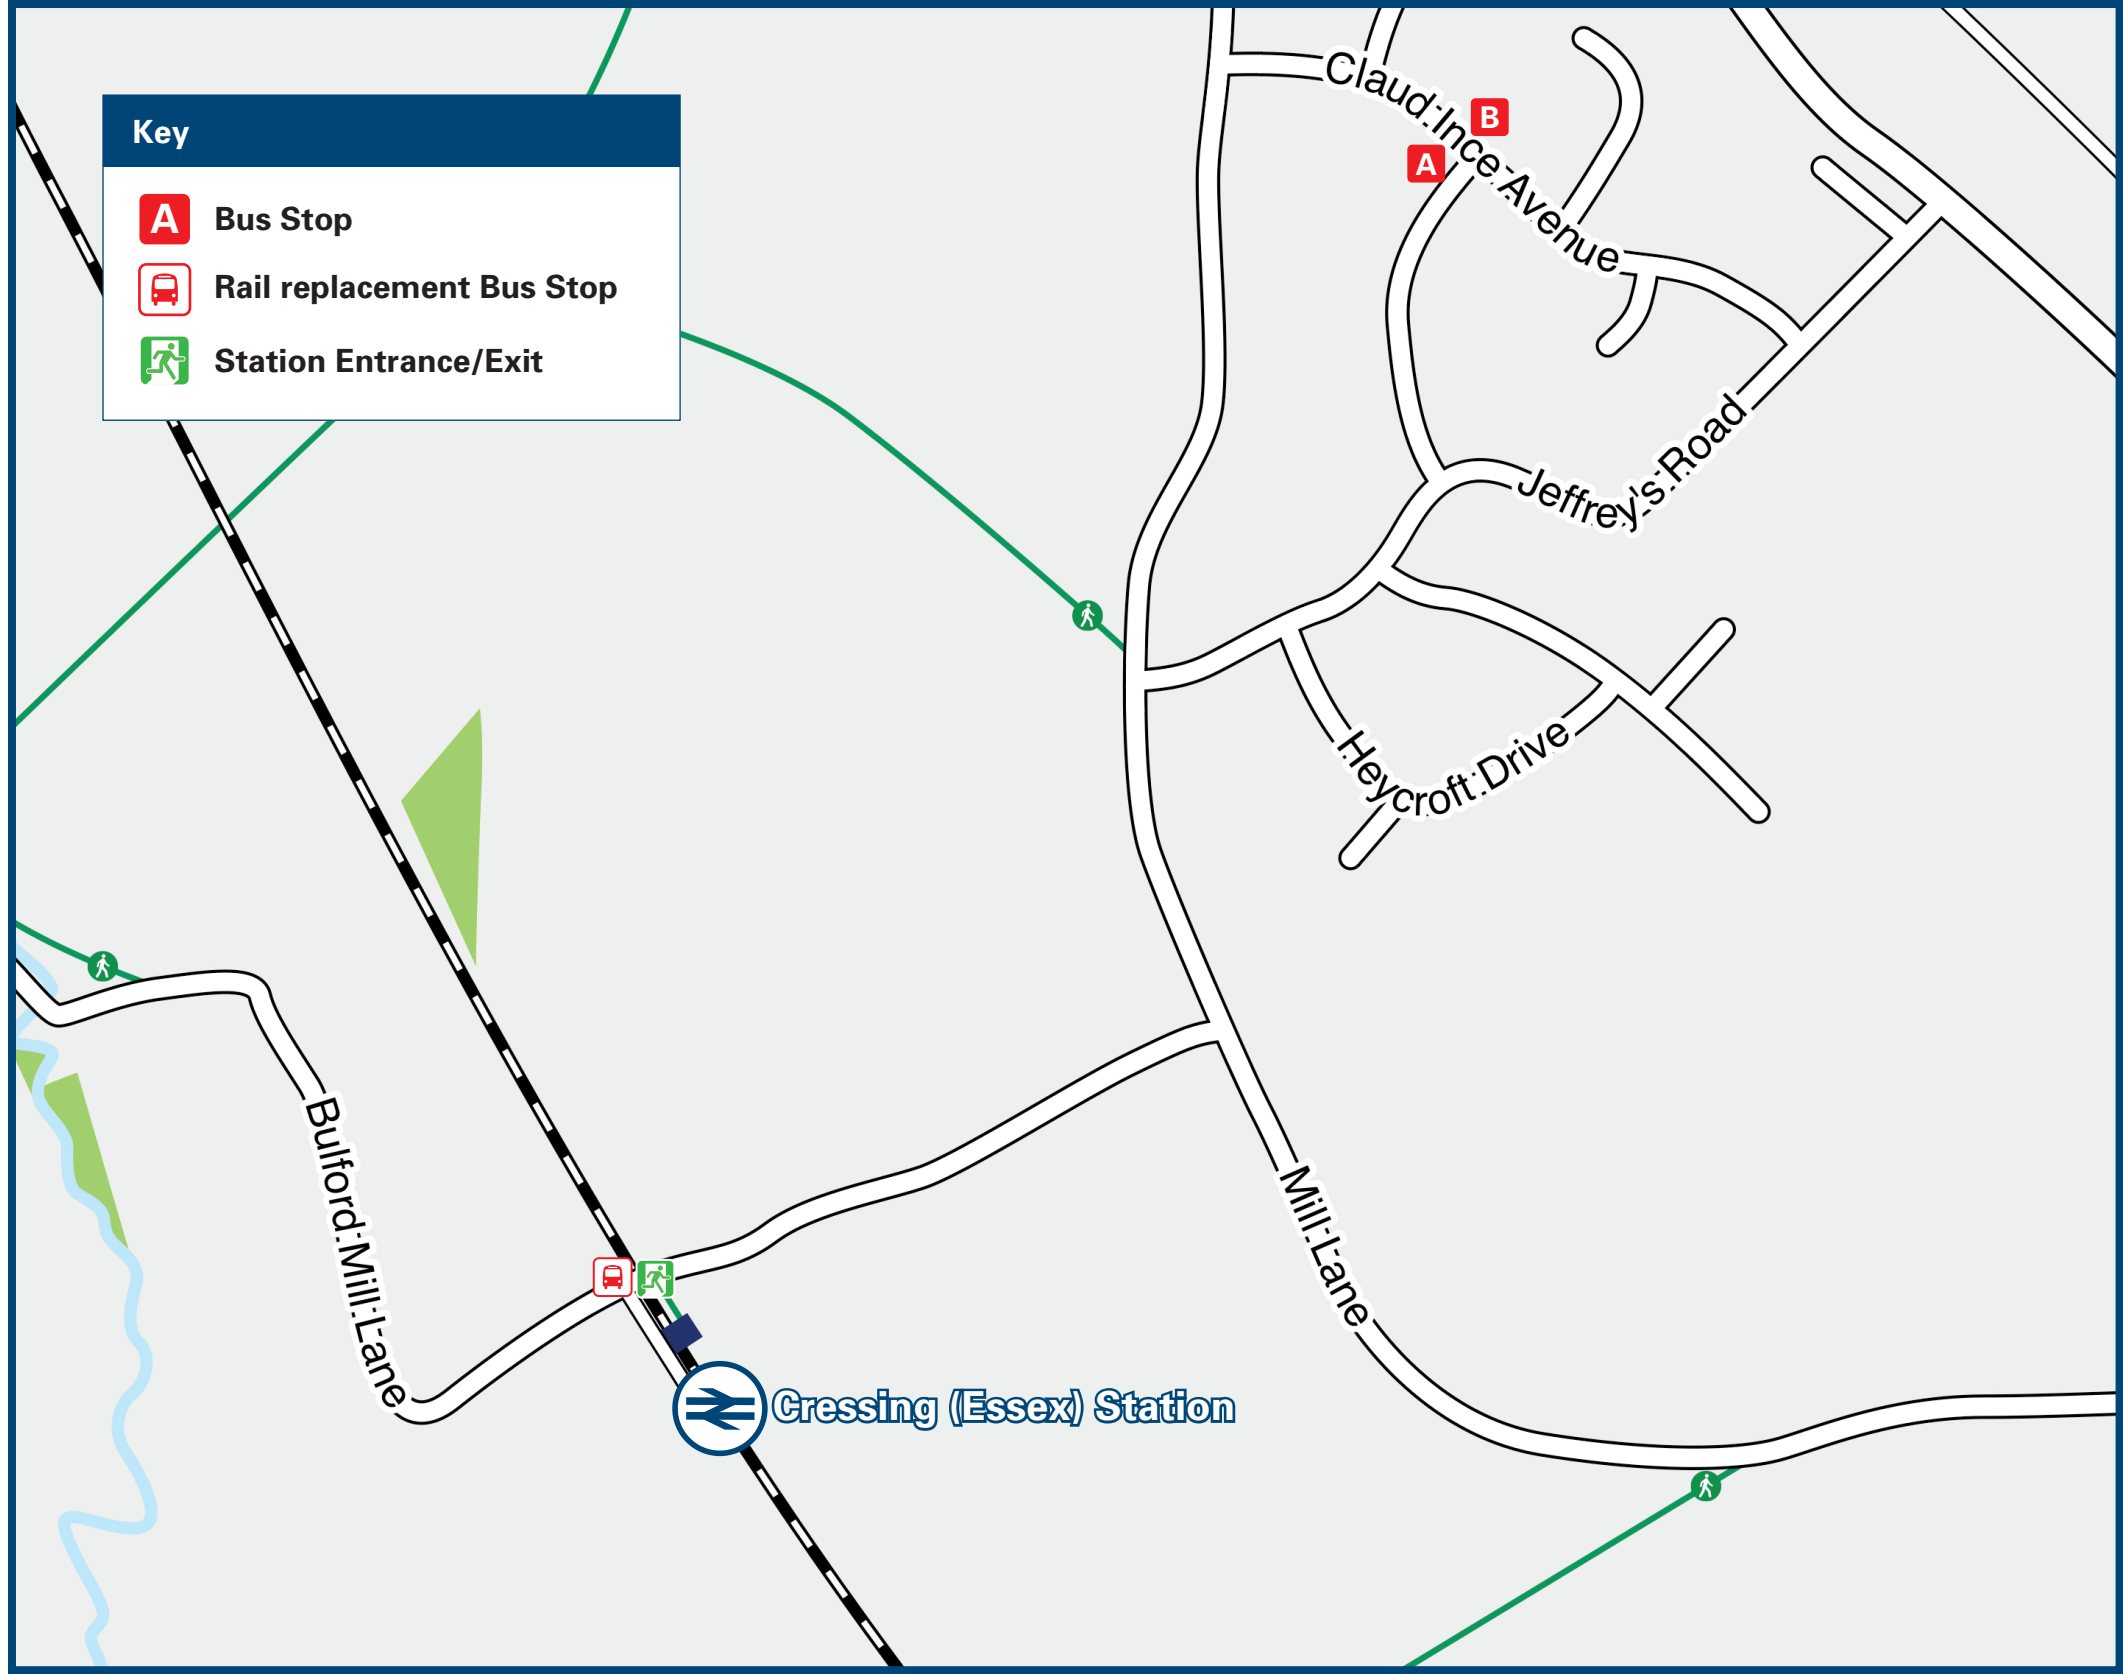 Key
A Bus Stop
Rail replacement Bus Stop
Station Entrance/Exit
Claud Ince Avenue
B
A
Jeffrey's Road
Heycroft Drive
Bulford Mill Lane
Mill Lane
Cressing (Essex) Station